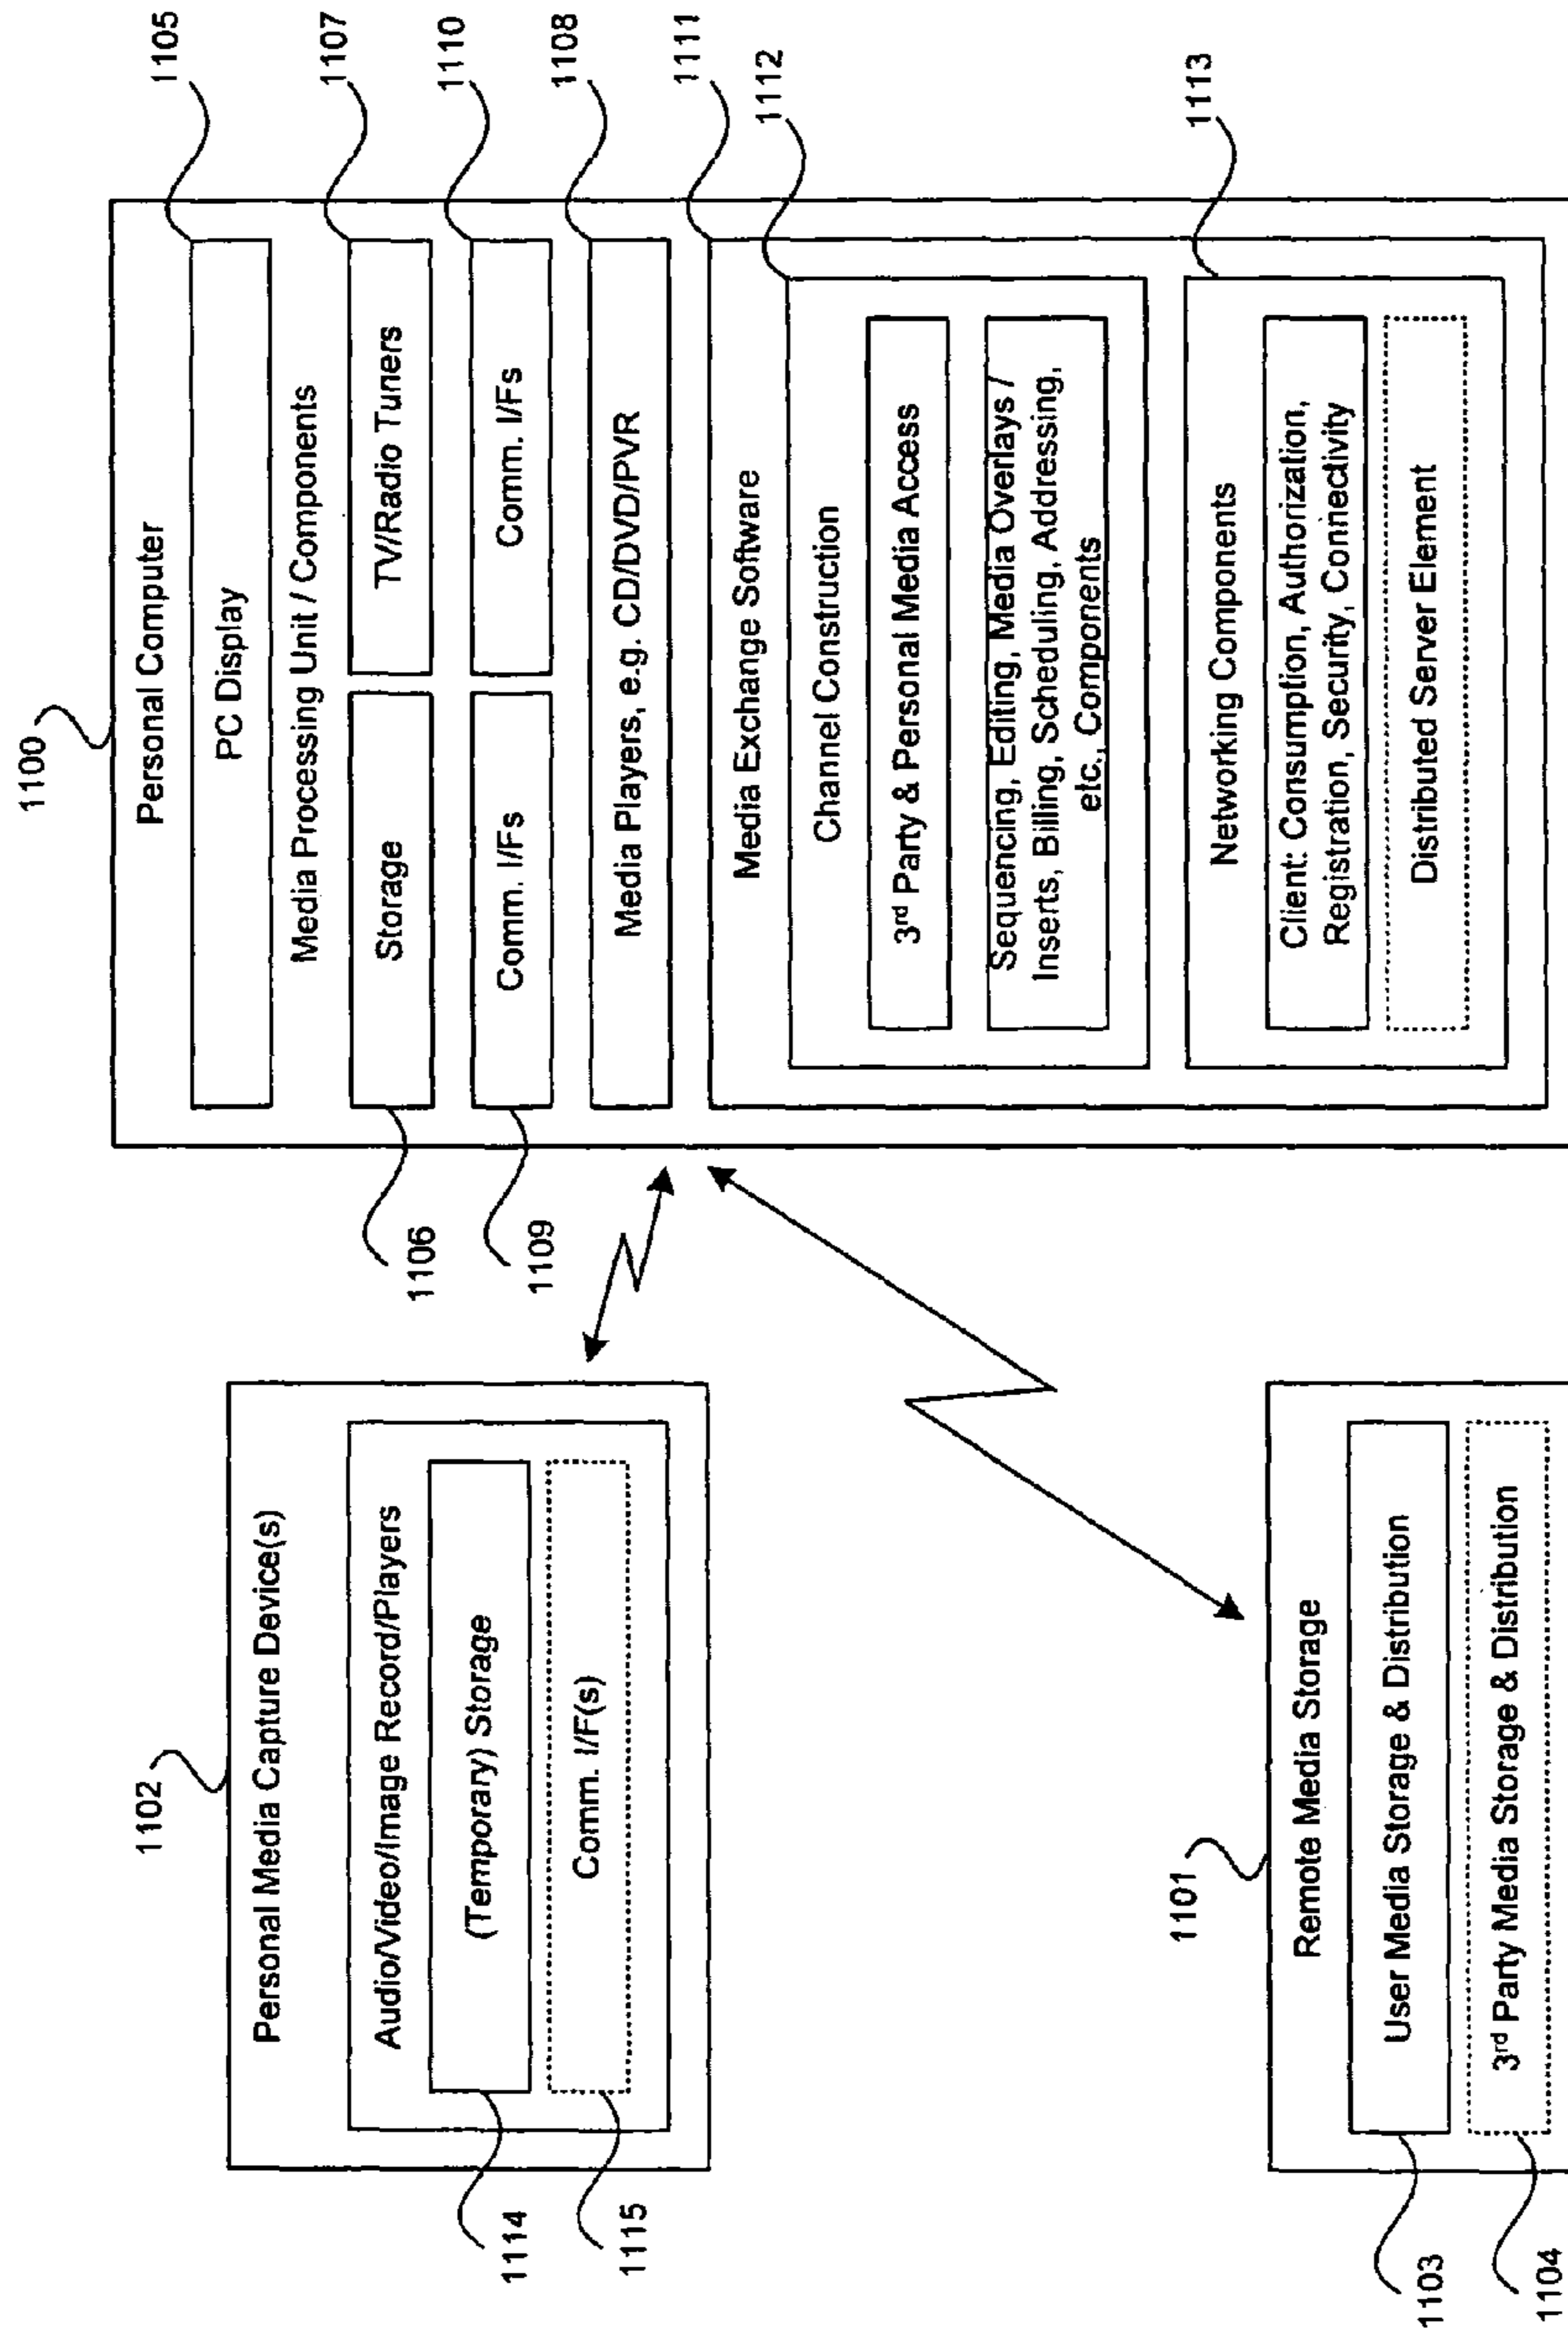 1100
Personal Computer
1105
PC Display
Media Processing Unit / Components
1107
Storage
TV/Radio Tuners
1106
1110
Comm. I/Fs
Comm. I/Fs
1109
1108
Media Players, e.g. CD/DVD/PVR
1111
Media Exchange Software
1112
Channel Construction
3rd Party & Personal Media Access
Sequencing, Editing, Media Overlays /
Inserts, Billing, Scheduling, Addressing,
etc., Components
1113
Networking Components
Client: Consumption, Authorization,
Registration, Security, Connectivity
Distributed Server Element
1102
Personal Media Capture Device(s)
Audio/Video/Image Record/Players
(Temporary) Storage
1114
Comm. I/F(s)
1115
1101
Remote Media Storage
User Media Storage & Distribution
1103
3rd Party Media Storage & Distribution
1104